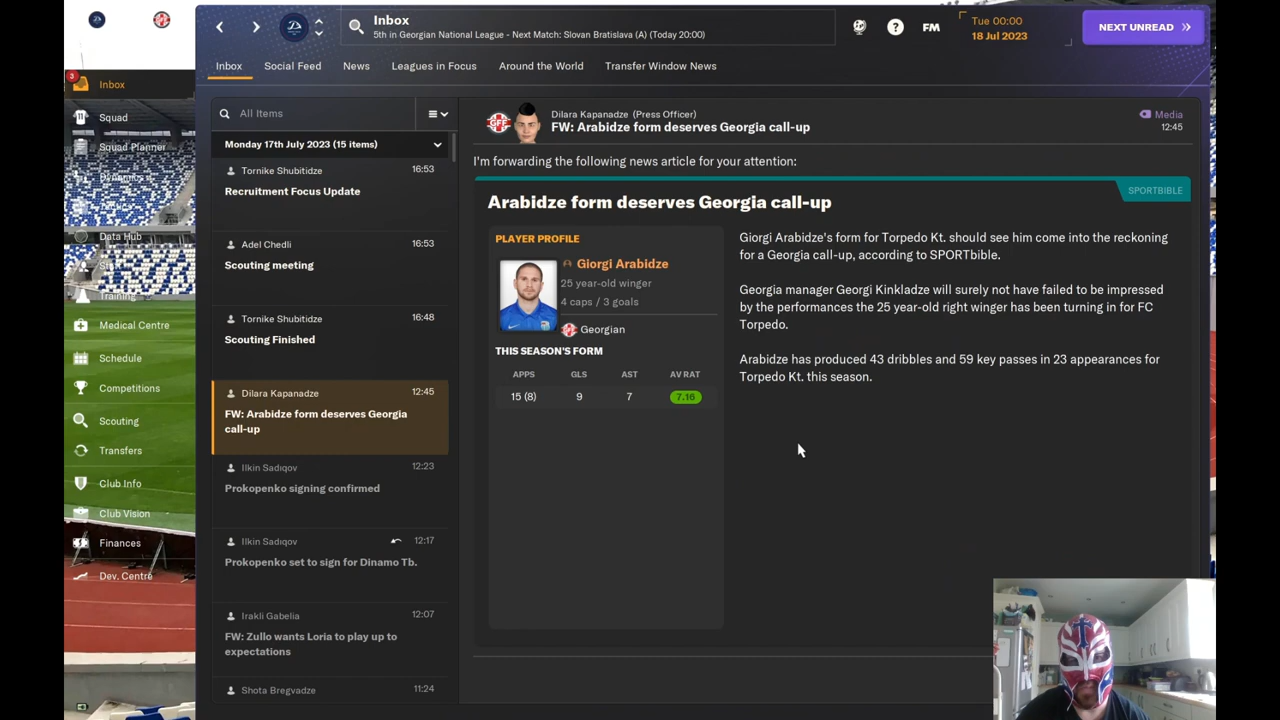 Inbox
5th in Georgian National League - Next Match: Slovan Bratislava (A) (Today 20:00)
?
FM
Tue 00:00
18 Jul 2023
NEXT UNREAD
3
Inbox
Squad
Squad Planner
Data Hub
Training
Medical Centre
Schedule
Competitions
Scouting
Transfers
Club Info
Club Vision
Finances
Dev. Centre
Inbox
Social Feed
News
Leagues in Focus
Around the World
Transfer Window News
All Items
Monday 17th July 2023 (15 items)
Tornike Shubitidze
16:53
Recruitment Focus Update
Adel Chedli
16:53
Scouting meeting
Tornike Shubitidze
16:48
Scouting Finished
Dilara Kapanadze
12:45
FW: Arabidze form deserves Georgia
call-up
Ilkin Sadıqov
12:23
Prokopenko signing confirmed
Ilkin Sadıqov
12:17
Prokopenko set to sign for Dinamo Tb.
Irakli Gabelia
12:07
FW: Zullo wants Loria to play up to
expectations
Shota Bregvadze
11:24
GFF
Dilara Kapanadze (Press Officer)
FW: Arabidze form deserves Georgia call-up
Media
12:45
I'm forwarding the following news article for your attention:
SPORTBIBLE
Arabidze form deserves Georgia call-up
PLAYER PROFILE
Giorgi Arabidze
25 year-old winger
4 caps / 3 goals
Georgian
THIS SEASON'S FORM
APPS GLS AST AV RAT
15 (8) 9 7 7.16
Giorgi Arabidze's form for Torpedo Kt. should see him come into the reckoning
for a Georgia call-up, according to SPORTbible.
Georgia manager Georgi Kinkladze will surely not have failed to be impressed
by the performances the 25 year-old right winger has been turning in for FC
Torpedo.
Arabidze has produced 43 dribbles and 59 key passes in 23 appearances for
Torpedo Kt. this season.